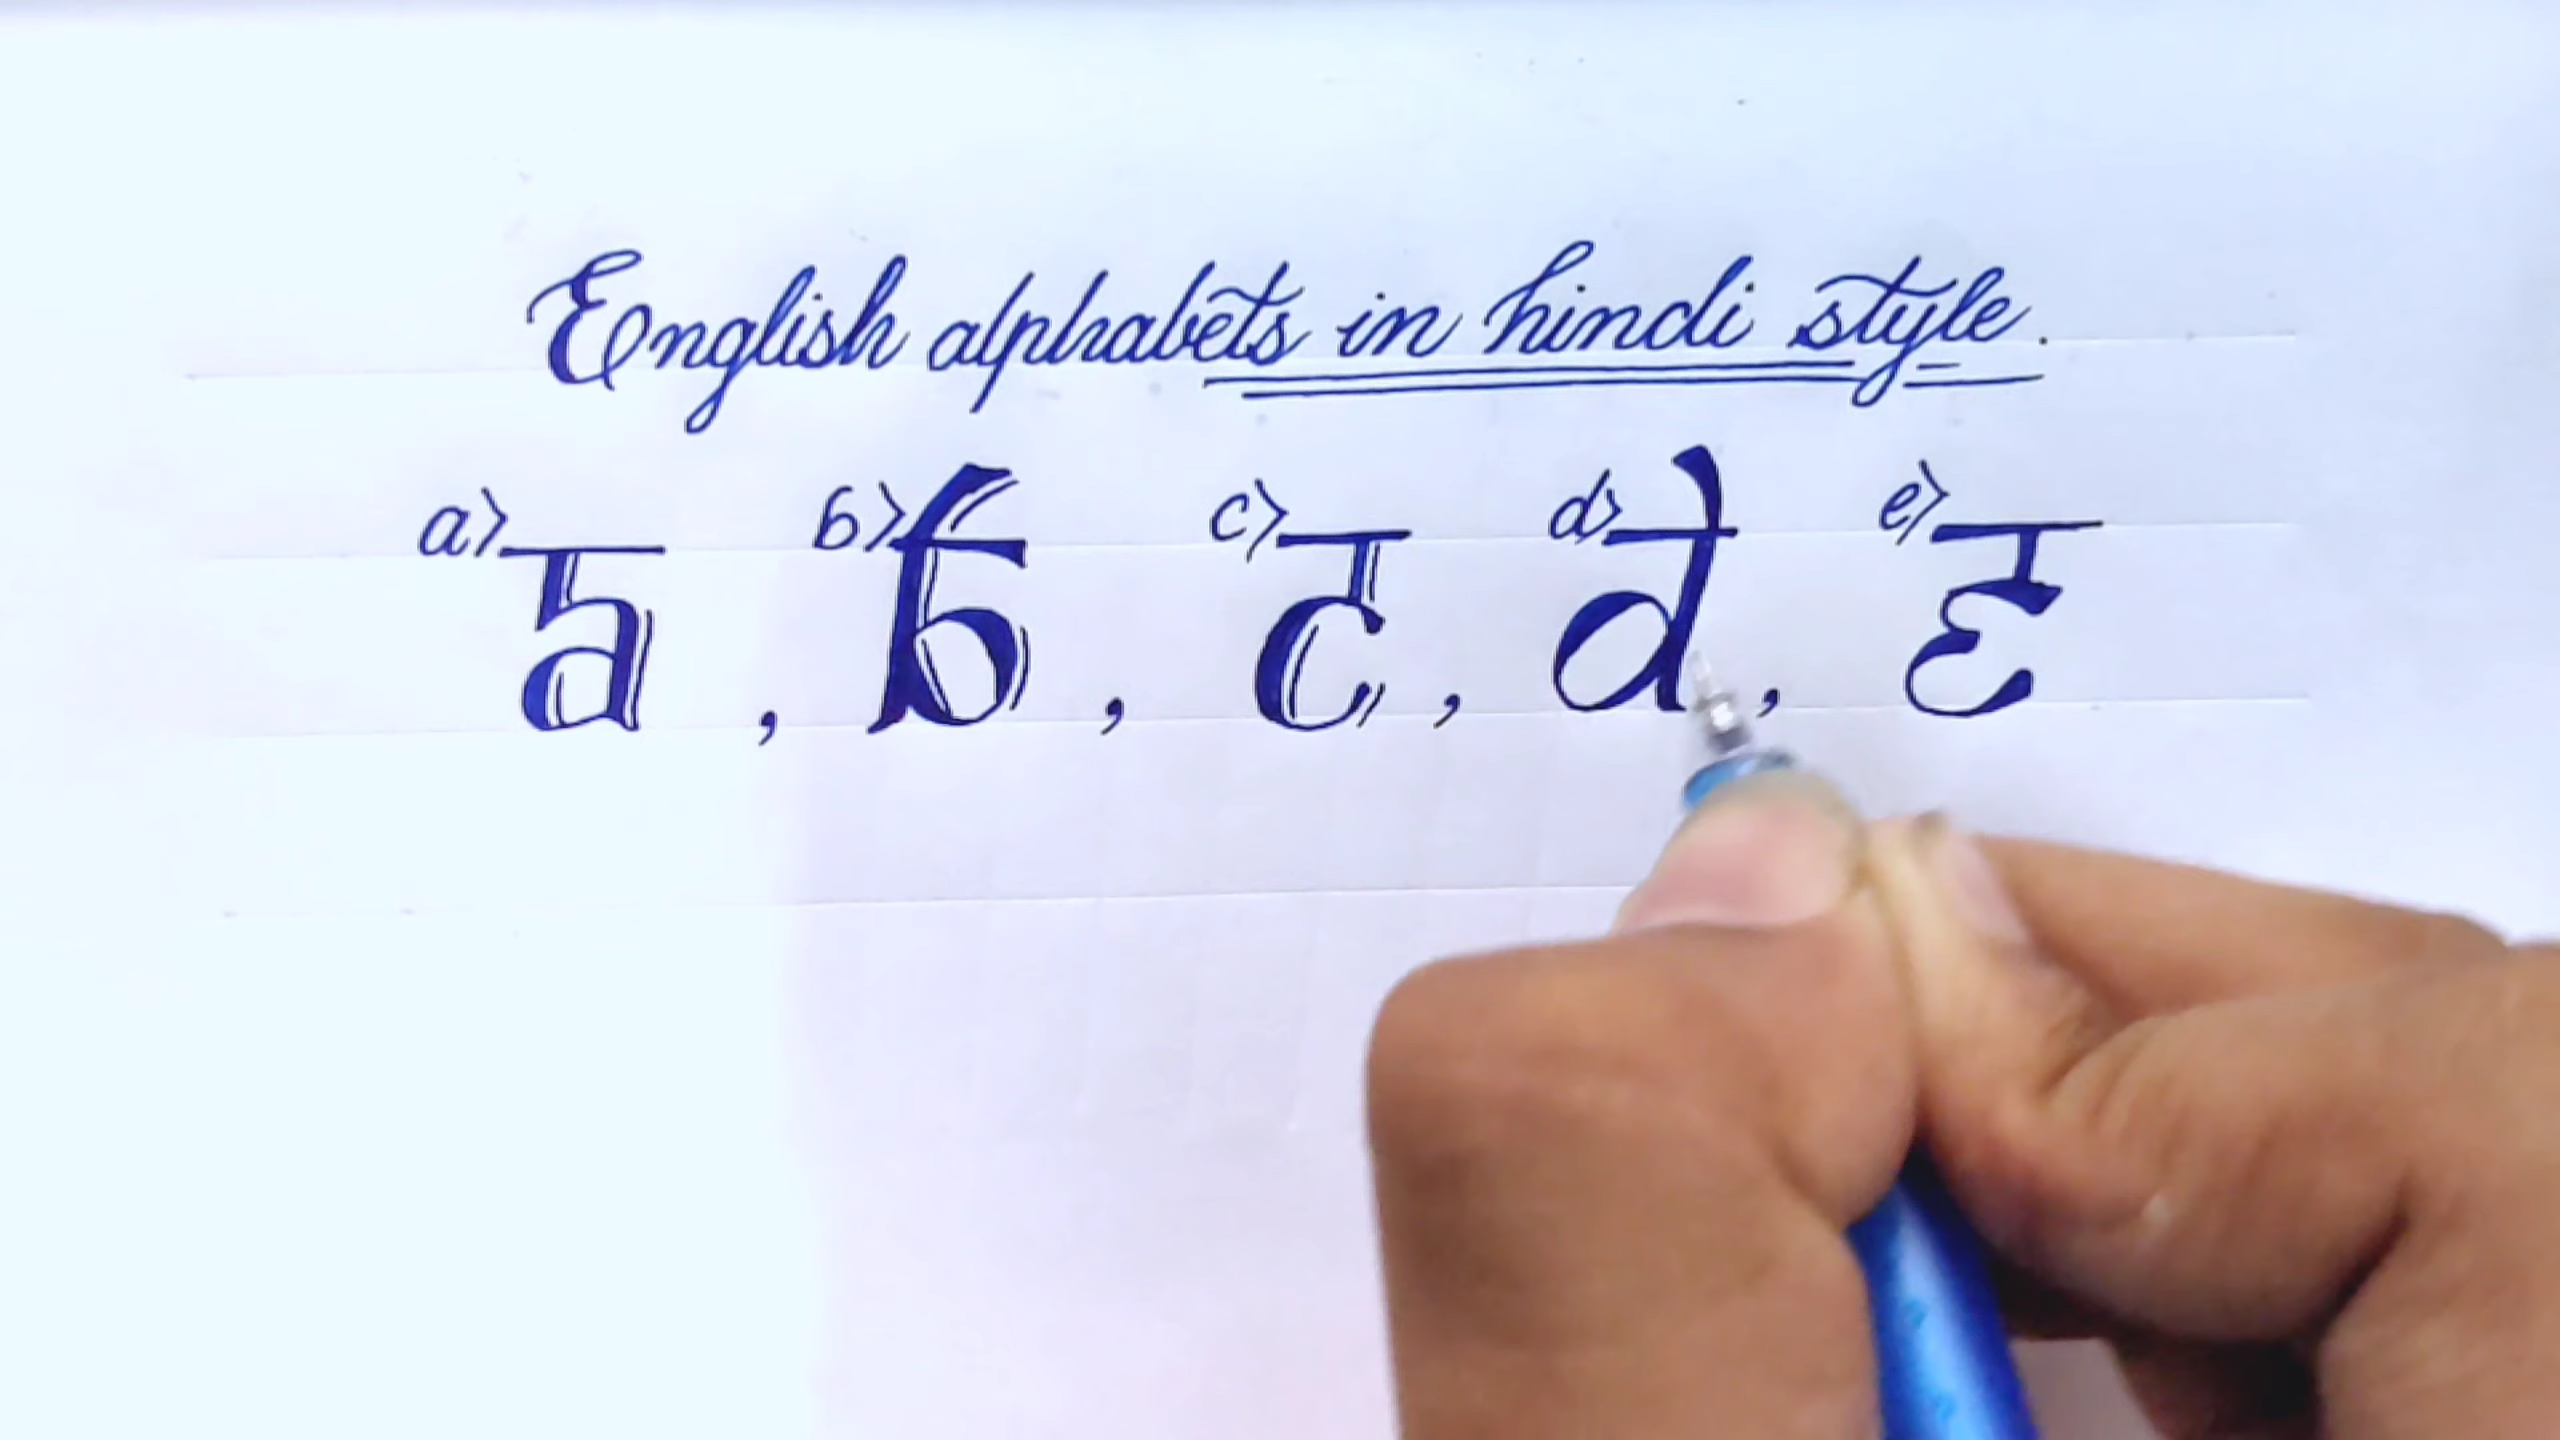 English alphabets in hindi style.
a> a, b> b, c> c, d> d, e> ε